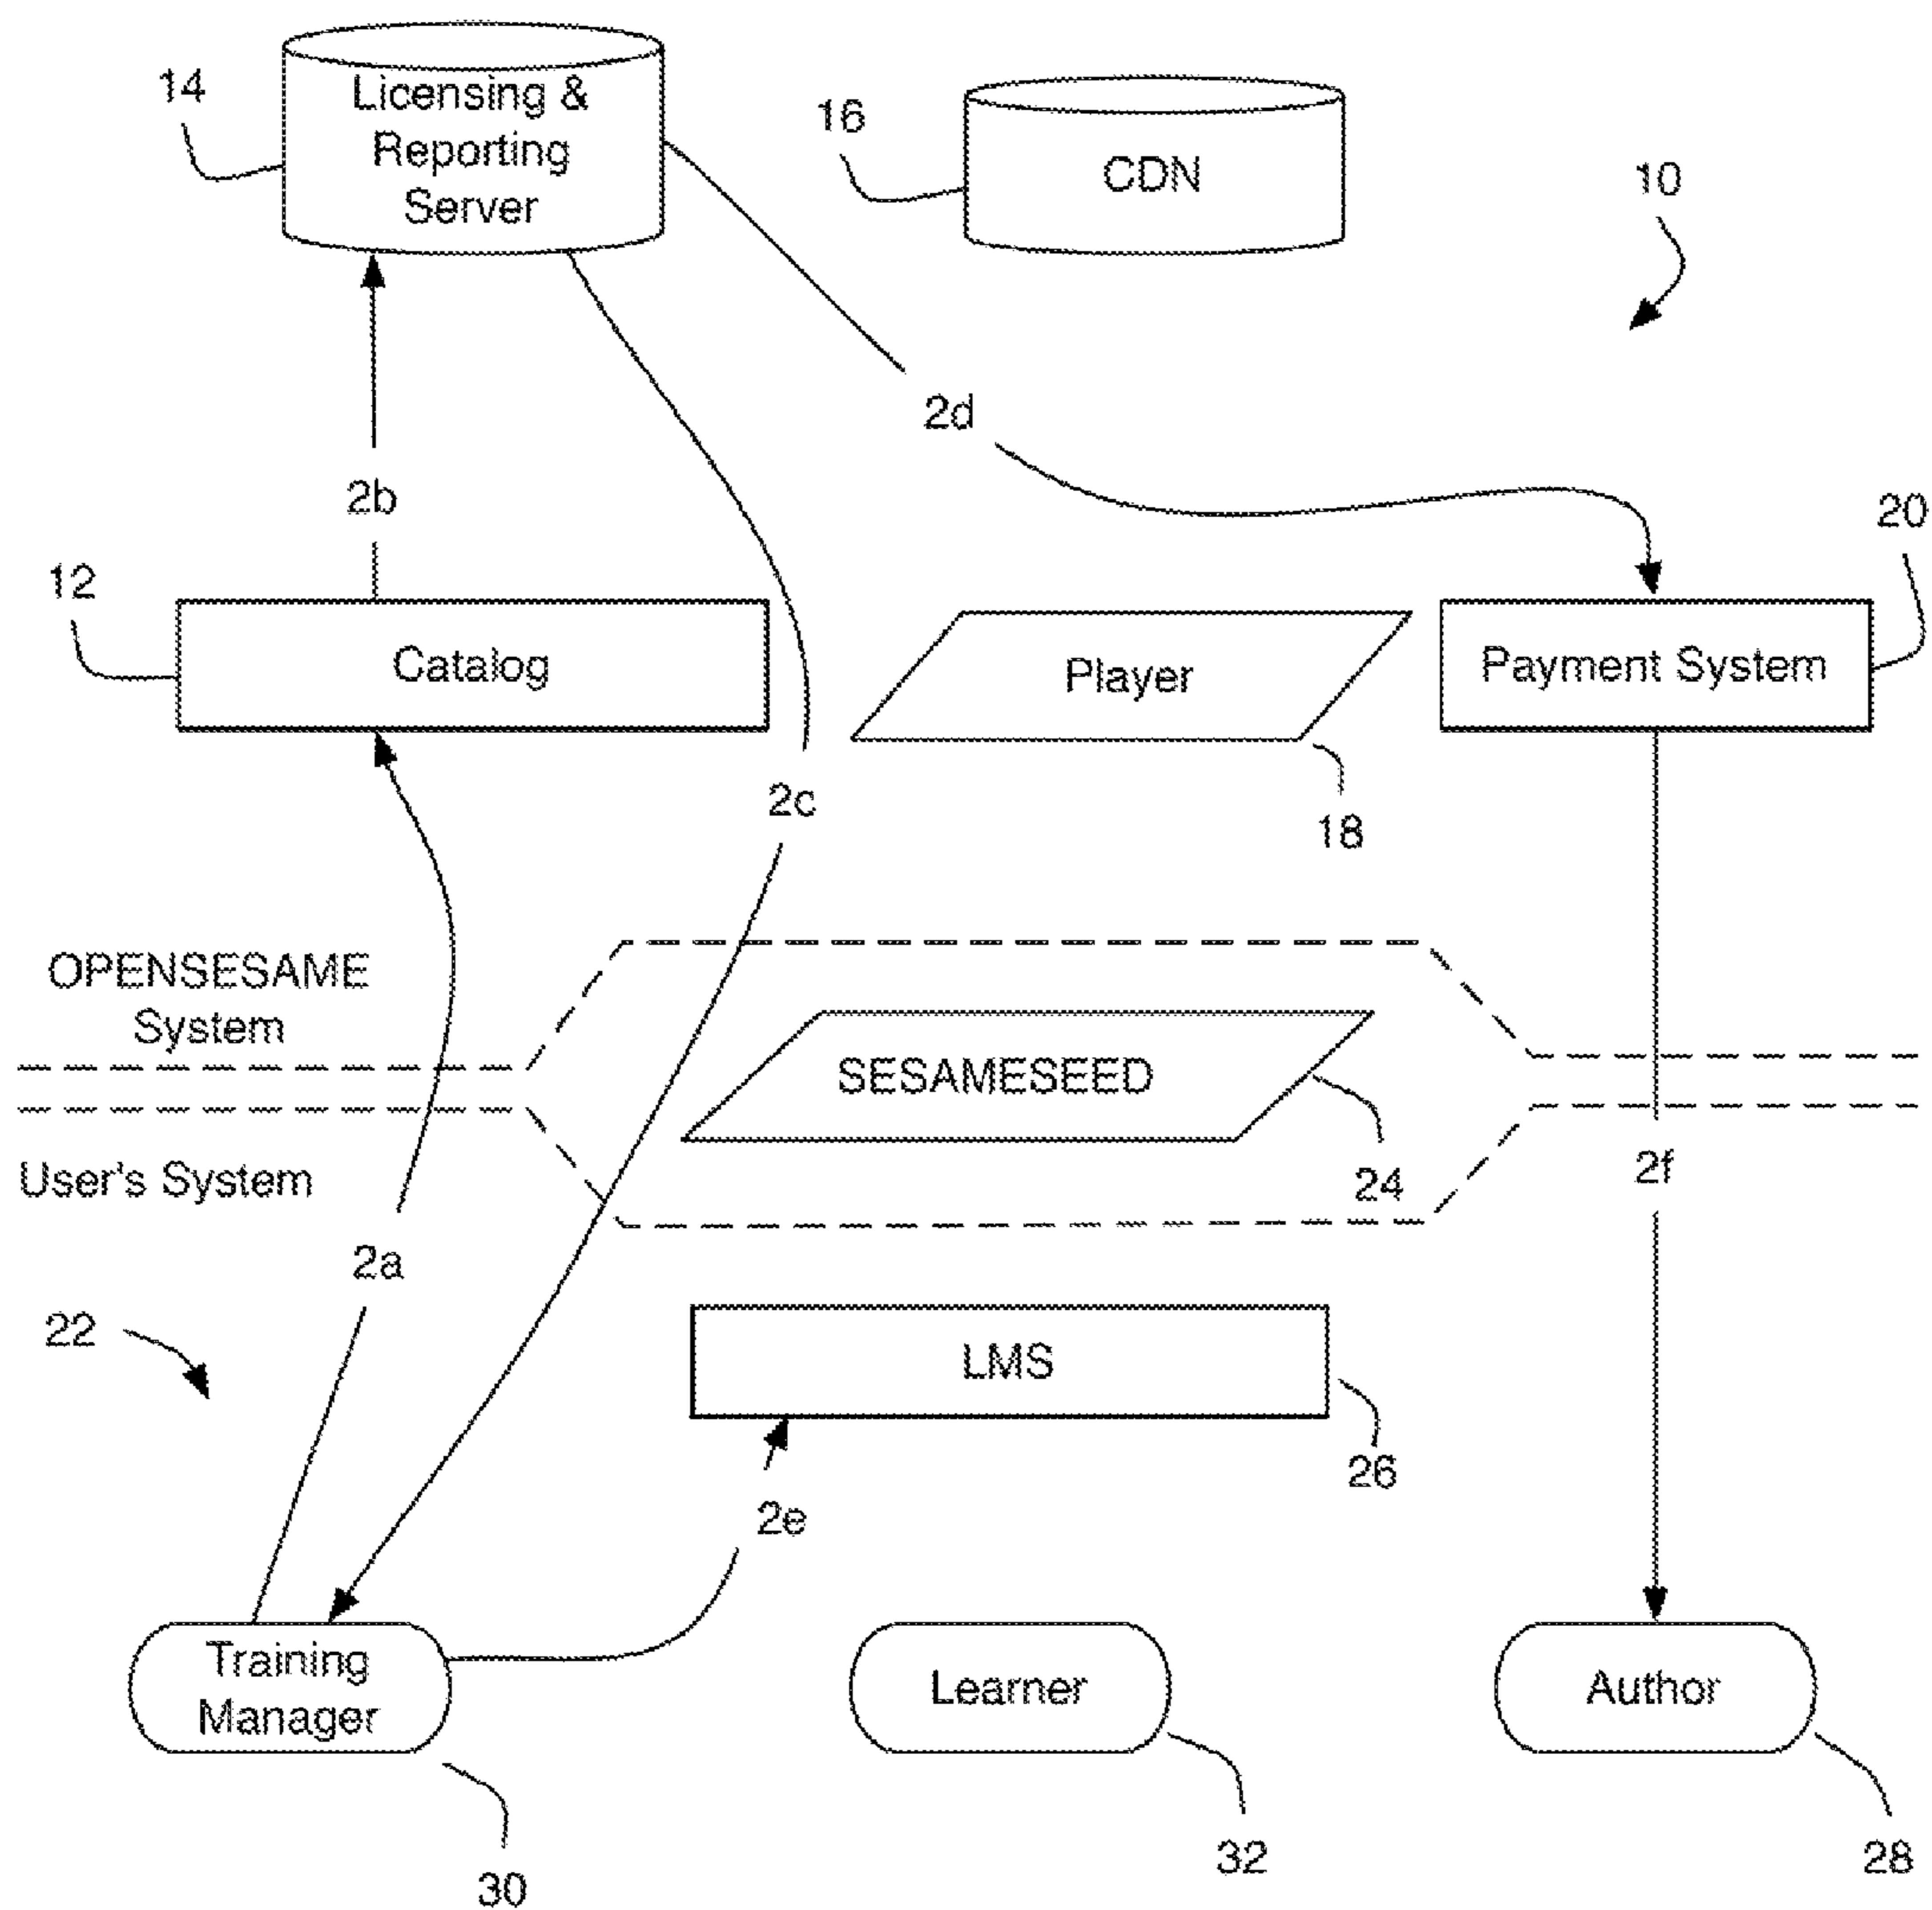 14
Licensing &
Reporting
Server
16
CDN
10
2d
2b
20
12
Catalog
Player
Payment System
2c
18
OPENSESAME
System
SESAMESEED
User's System
24
2f
2a
22
LMS
26
2e
Training
Manager
Learner
Author
30
32
28